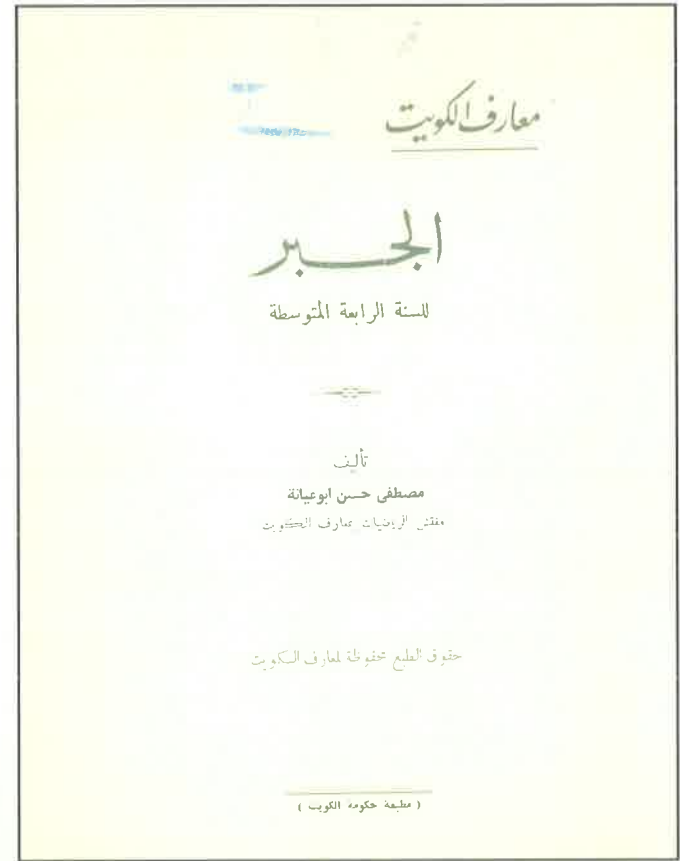 معارف الكويت
الجبر
للسنة الرابعة المتوسطة
تأليف
مصطفى حسن ابوعيانة
مفتش الرياضيات بمعارف الكويت
حقوق الطبع محفوظة لمعارف الكويت
( مطبعة حكومة الكويت )